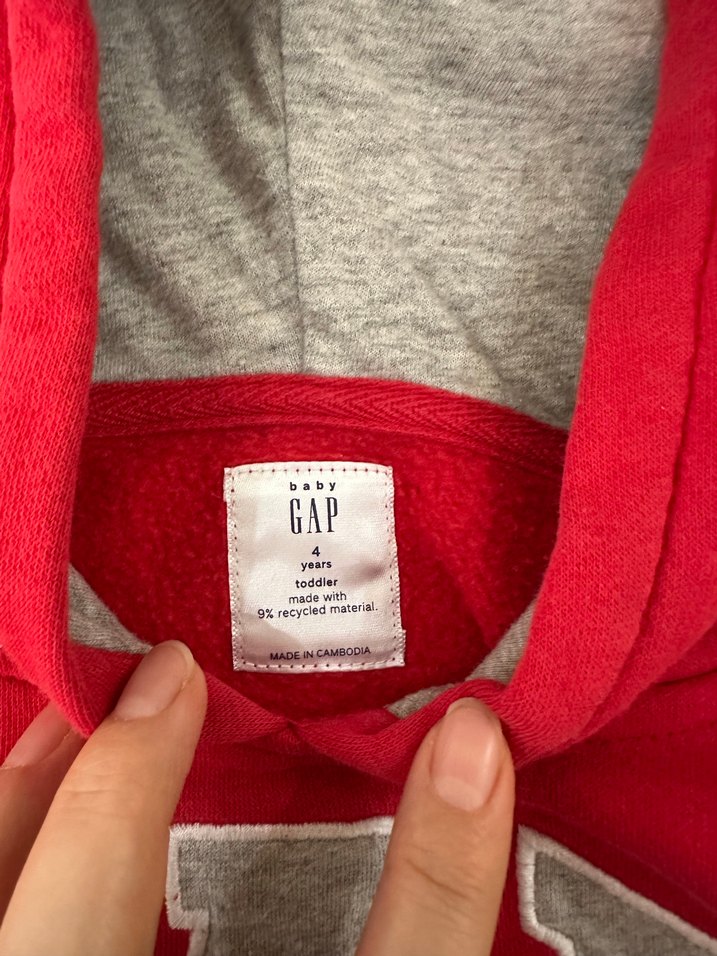 baby
GAP
4
years
toddler
made with
9% recycled material.
MADE IN CAMBODIA